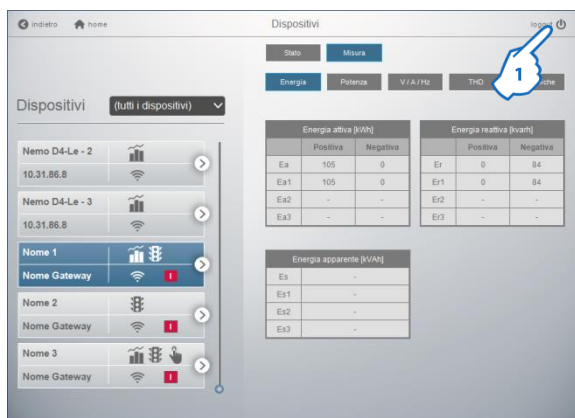 indietro home Dispositivi logout
1
Stato Misura
Energia Potenza V / A / Hz THD
Dispositivi (tutti i dispositivi)
Nemo D4-Le - 2
10.31.86.8
Nemo D4-Le - 3
10.31.86.8
Nome 1
Nome Gateway I
Nome 2
Nome Gateway I
Nome 3
Nome Gateway I
Energia attiva [kWh]
Positiva Negativa
Ea 105 0
Ea1 105 0
Ea2 - -
Ea3 - -
Energia reattiva [kvarh]
Positiva Negativa
Er 0 84
Er1 0 84
Er2 - -
Er3 - -
Energia apparente [kVAh]
Es -
Es1 -
Es2 -
Es3 -